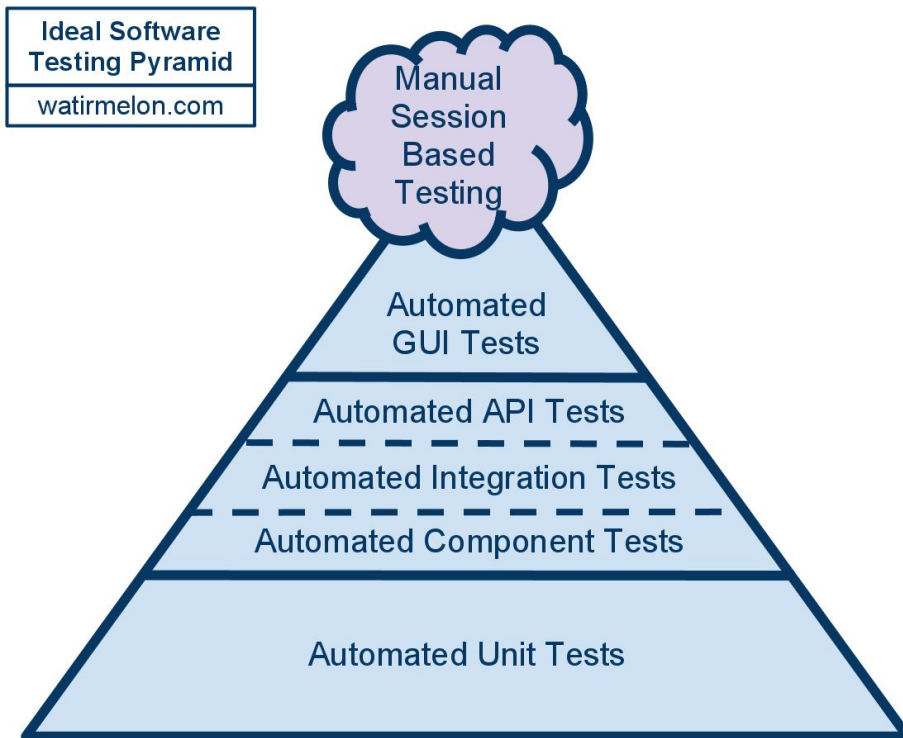 Ideal Software
Testing Pyramid
watirmelon.com
Manual
Session
Based
Testing
Automated
GUI Tests
Automated API Tests
Automated Integration Tests
Automated Component Tests
Automated Unit Tests